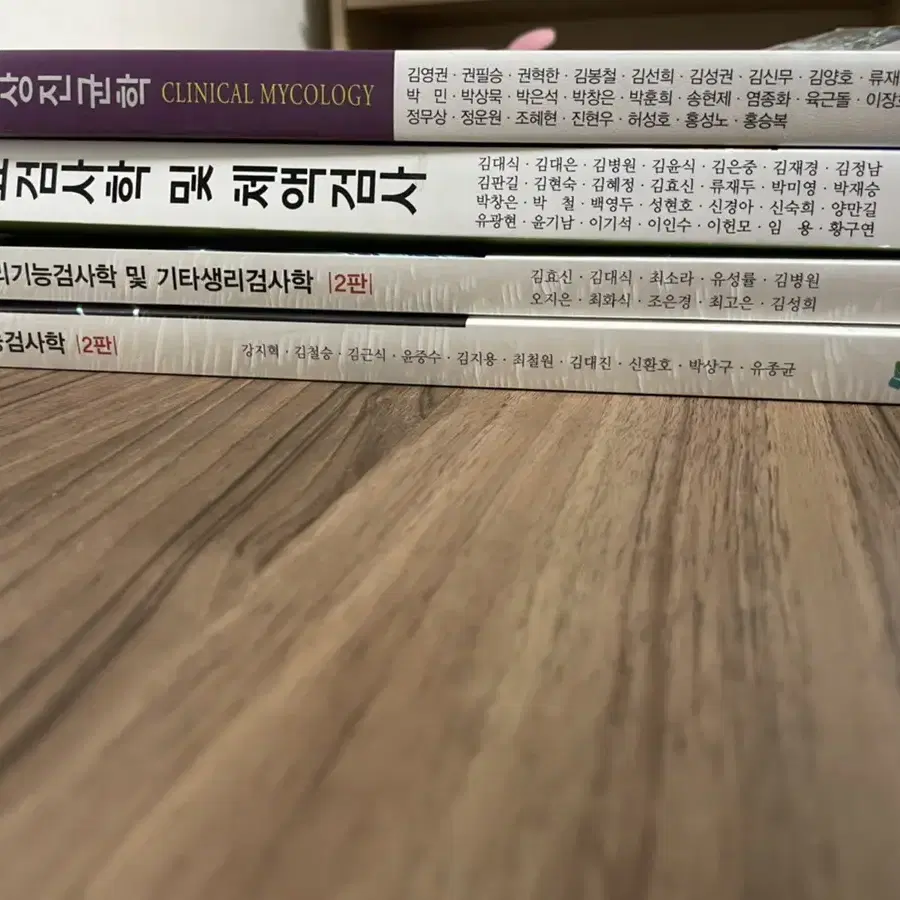 상진균학 CLINICAL MYCOLOGY
김영권 · 권필승 · 권혁한 · 김봉철 · 김선희 · 김성권 · 김신무 · 김양호 · 류재
박 민 · 박상묵 · 박은석 · 박창은 · 박훈희 · 송현제 · 염종화 · 육근돌 · 이장호
정무상 · 정운원 · 조혜현 · 진현우 · 허성호 · 홍성노 · 홍승복
검사학 및 체액검사
김대식 · 김대은 · 김병원 · 김윤식 · 김은중 · 김재경 · 김정남
김판길 · 김현숙 · 김혜정 · 김효신 · 류재두 · 박미영 · 박재승
박창은 · 박 철 · 백영두 · 성현호 · 신경아 · 신숙희 · 양만길
유광현 · 윤기남 · 이기석 · 이인수 · 이헌모 · 임 용 · 황구연
리기능검사학 및 기타생리검사학 |2판|
김효신 · 김대식 · 최소라 · 유성률 · 김병원
오지은 · 최화식 · 조은경 · 최고은 · 김성희
능검사학 |2판|
강지혁 · 김철승 · 김근식 · 윤중수 · 김지용 · 최철원 · 김대진 · 신환호 · 박상구 · 유종균